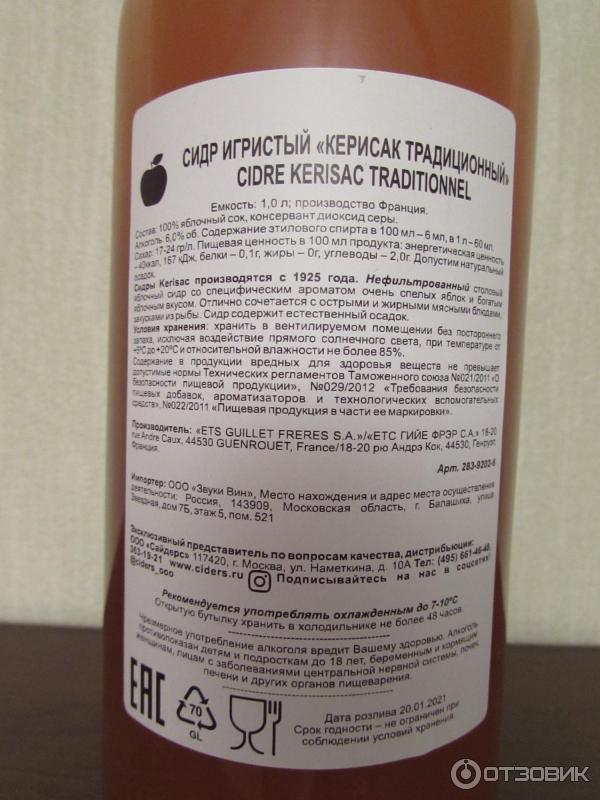 СИДР ИГРИСТЫЙ «КЕРИСАК ТРАДИЦИОННЫЙ»
CIDRE KERISAC TRADITIONNEL
Емкость: 1,0 л; производство Франция.
Состав: 100% яблочный сок, консервант диоксид серы.
Алкоголь: 6,0% об. Содержание этилового спирта в 100 мл – 6 мл, в 1 л – 60 мл.
Сахар: 17-24 гр/л. Пищевая ценность в 100 мл продукта: энергетическая ценность
– 40ккал, 167 кДж, белки – 0,1г, жиры – 0г, углеводы – 2,0г. Допустим натуральный
осадок.
Сидры Kerisac производятся с 1925 года. Нефильтрованный столовый
яблочный сидр со специфическим ароматом очень спелых яблок и богатым
яблочным вкусом. Отлично сочетается с острыми и жирными мясными блюдами,
закусками из рыбы. Сидр содержит естественный осадок.
Условия хранения: хранить в вентилируемом помещении без постороннего
запаха, исключая воздействие прямого солнечного света, при температуре от
+5°С до +20°С и относительной влажности не более 85%.
Содержание в продукции вредных для здоровья веществ не превышает
допустимые нормы Технических регламентов Таможенного союза №021/2011 «О
безопасности пищевой продукции», №029/2012 «Требования безопасности
пищевых добавок, ароматизаторов и технологических вспомогательных
средств», №022/2011 "Пищевая продукция в части ее маркировки».
Производитель: «ETS GUILLET FRERES S.A.»/«ЕТС ГИЙЕ ФРЭР С.А.» 18-20
rue Andre Caux, 44530 GUENROUET, France/18-20 рю Андрэ Кок, 44530, Генруэт,
Франция.
Арт. 283-9202-6
Импортер: ООО «Звуки Вин», Место нахождения и адрес места осуществления
деятельности: Россия, 143909, Московская область, г. Балашиха, улица
Звездная, дом 7Б, этаж 5, пом. 521
Эксклюзивный представитель по вопросам качества, дистрибьюции:
ООО «Сайдерс» 117420, г. Москва, ул. Наметкина, д. 10А Тел: (495) 661-46-48,
363-19-21 www.ciders.ru Подписывайтесь на нас в соцсетях!
@ciders_ooo
Рекомендуется употреблять охлажденным до 7-10ºС
Открытую бутылку хранить в холодильнике не более 48 часов.
Чрезмерное употребление алкоголя вредит Вашему здоровью. Алкоголь
противопоказан детям и подросткам до 18 лет, беременным и кормящим
женщинам, лицам с заболеваниями центральной нервной системы, почек,
печени и других органов пищеварения.
EAC
70
GL
Дата розлива 20.01.2021
Срок годности – не ограничен при
соблюдении условий хранения.
ОТЗОВИК